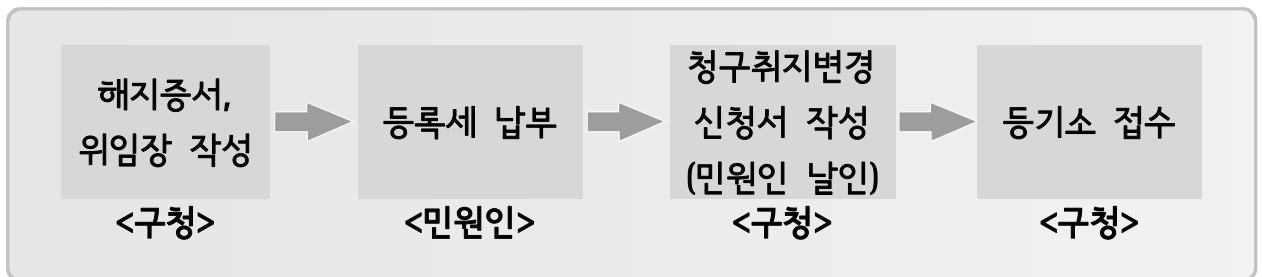 해지증서,
위임장 작성
<구청>
등록세 납부
<민원인>
청구취지변경
신청서 작성
(민원인 날인)
<구청>
등기소 접수
<구청>